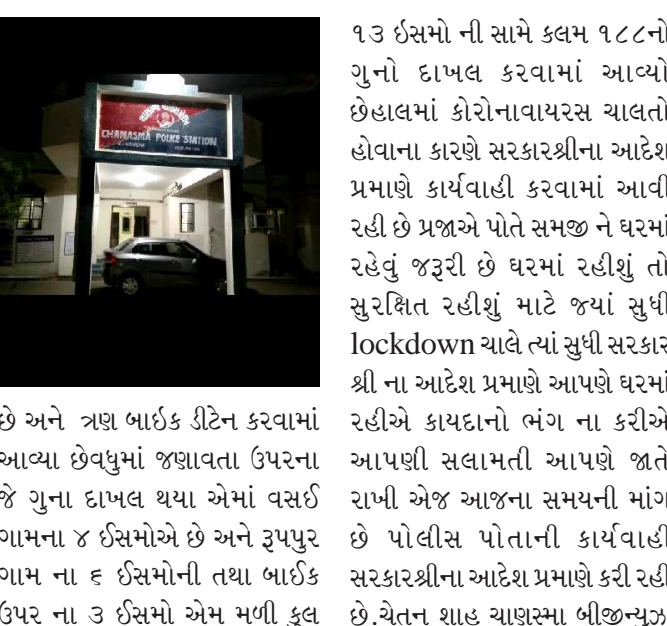 ચાણસ્મા પોલીસ સ્ટેશન
CHANASMA POLICE STATION
છે અને ત્રણ બાઇક ડીટેન કરવામાં
આવ્યા છેવધુમાં જણાવતા ઉપરના
જે ગુના દાખલ થયા એમાં વસઈ
ગામના ૪ ઈસમોએ છે અને રૂપપુર
ગામ ના ૬ ઈસમોની તથા બાઈક
ઉપર ના ૩ ઈસમો એમ મળી કુલ
૧૩ ઇસમો ની સામે કલમ ૧૮૮નો
ગુનો દાખલ કરવામાં આવ્યો
છેહાલમાં કોરોનાવાયરસ ચાલતો
હોવાના કારણે સરકારશ્રીના આદેશ
પ્રમાણે કાર્યવાહી કરવામાં આવી
રહી છે પ્રજાએ પોતે સમજી ને ઘરમાં
રહેવું જરૂરી છે ઘરમાં રહીશું તો
સુરક્ષિત રહીશું માટે જ્યાં સુધી
lockdown ચાલે ત્યાં સુધી સરકાર
શ્રી ના આદેશ પ્રમાણે આપણે ઘરમાં
રહીએ કાયદાનો ભંગ ના કરીએ
આપણી સલામતી આપણે જાતે
રાખી એજ આજના સમયની માંગ
છે પોલીસ પોતાની કાર્યવાહી
સરકારશ્રીના આદેશ પ્રમાણે કરી રહી
છે.ચેતન શાહ ચાણસ્મા બીજીન્યુઝ